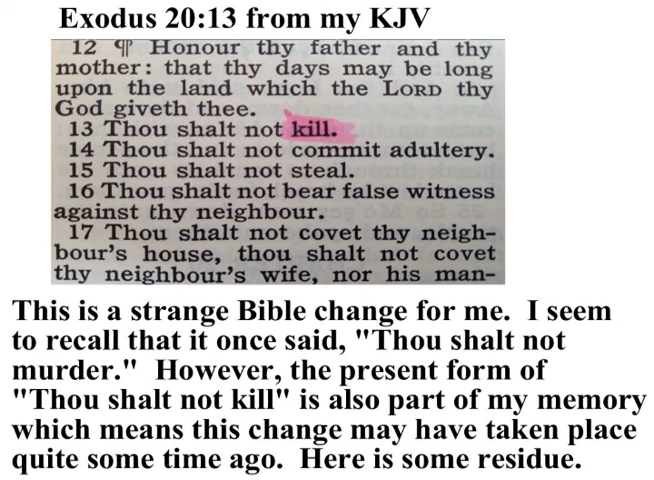 Exodus 20:13 from my KJV
12 ¶ Honour thy father and thy
mother: that thy days may be long
upon the land which the LORD thy
God giveth thee.
13 Thou shalt not kill.
14 Thou shalt not commit adultery.
15 Thou shalt not steal.
16 Thou shalt not bear false witness
against thy neighbour.
17 Thou shalt not covet thy neigh-
bour's house, thou shalt not covet
thy neighbour's wife, nor his man-
This is a strange Bible change for me.  I seem
to recall that it once said, "Thou shalt not
murder."  However, the present form of
"Thou shalt not kill" is also part of my memory
which means this change may have taken place
quite some time ago.  Here is some residue.